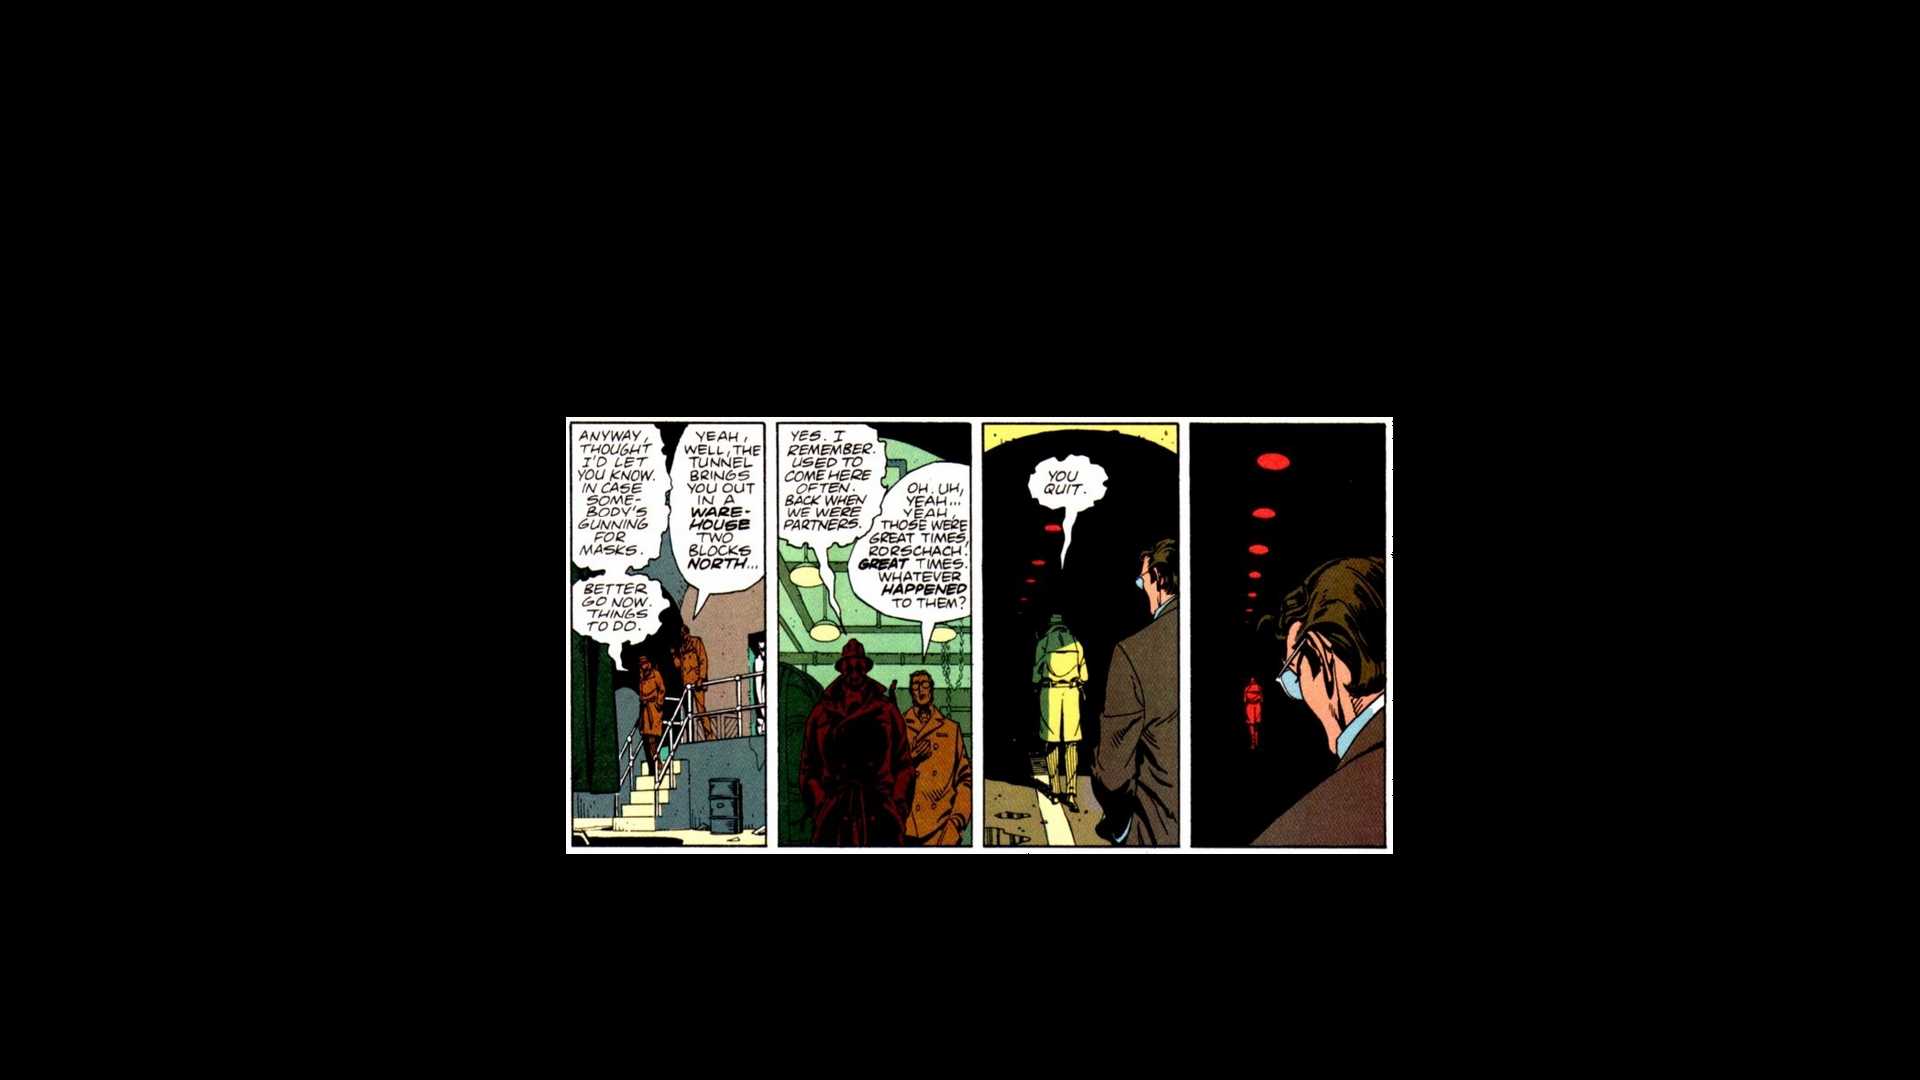 ANYWAY,
THOUGHT
I'D LET
YOU KNOW.
IN CASE
SOME-
BODY'S
GUNNING
FOR
MASKS.
BETTER
GO NOW.
THINGS
TO DO.
YEAH,
WELL, THE
TUNNEL
BRINGS
YOU OUT
IN A
WARE-
HOUSE
TWO
BLOCKS
NORTH...
YES. I
REMEMBER.
USED TO
COME HERE
OFTEN.
BACK WHEN
WE WERE
PARTNERS.
OH. UH,
YEAH...
YEAH,
THOSE WERE
GREAT TIMES,
RORSCHACH.
GREAT TIMES.
WHATEVER
HAPPENED
TO THEM?
YOU
QUIT.